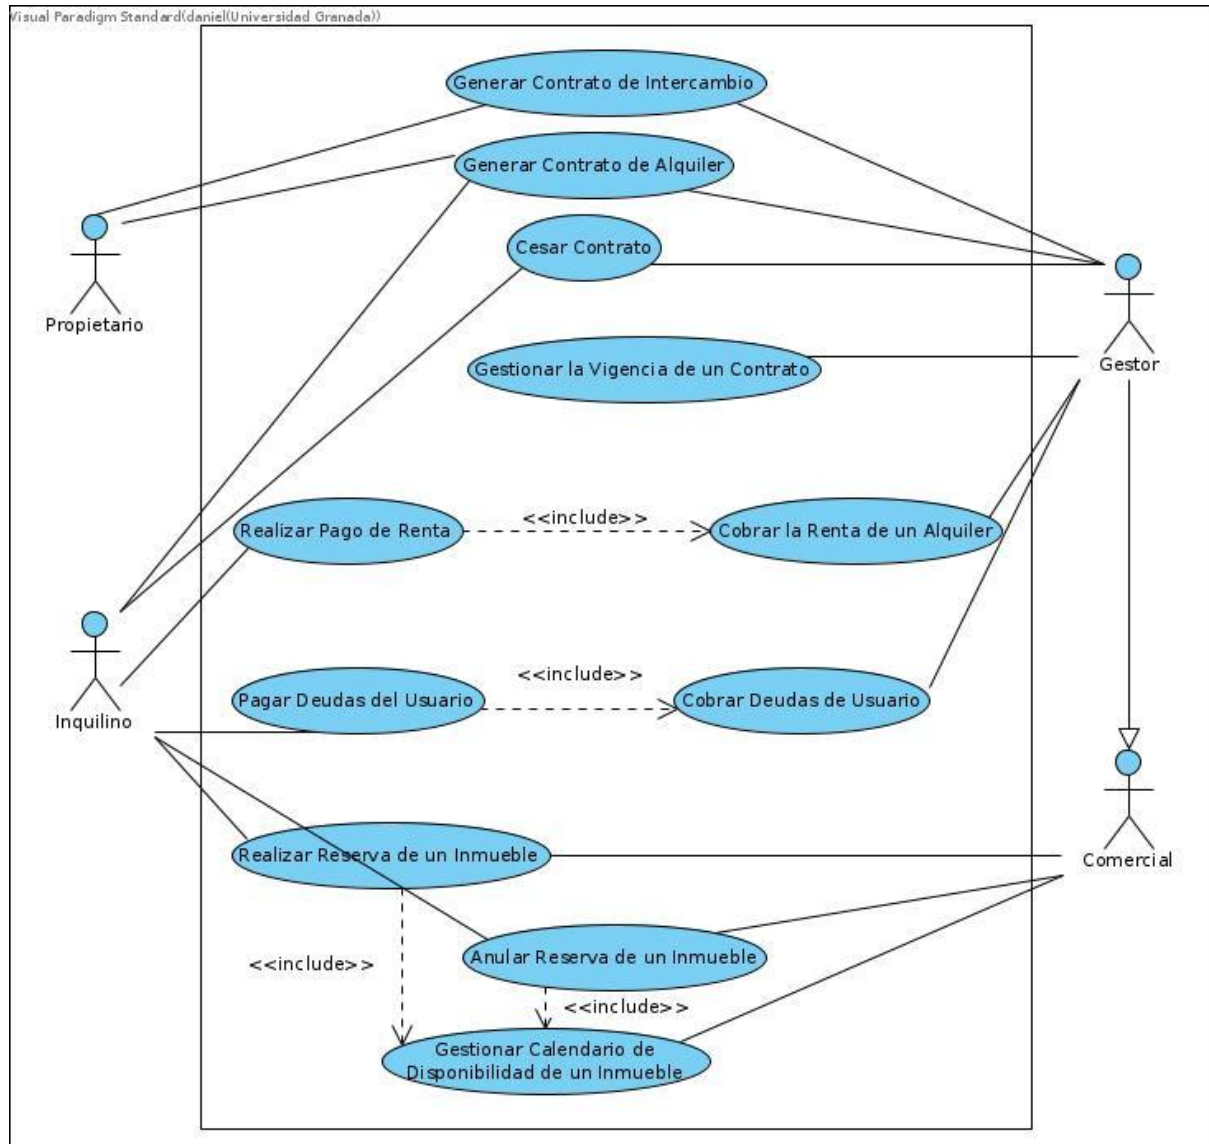 Visual Paradigm Standard(daniel(Universidad Granada))
Generar Contrato de Intercambio
Generar Contrato de Alquiler
Cesar Contrato
Propietario
Gestionar la Vigencia de un Contrato
Gestor
Realizar Pago de Renta
<<include>>
Cobrar la Renta de un Alquiler
Inquilino
Pagar Deudas del Usuario
<<include>>
Cobrar Deudas de Usuario
Realizar Reserva de un Inmueble
Comercial
Anular Reserva de un Inmueble
<<include>>
<<include>>
Gestionar Calendario de
Disponibilidad de un Inmueble